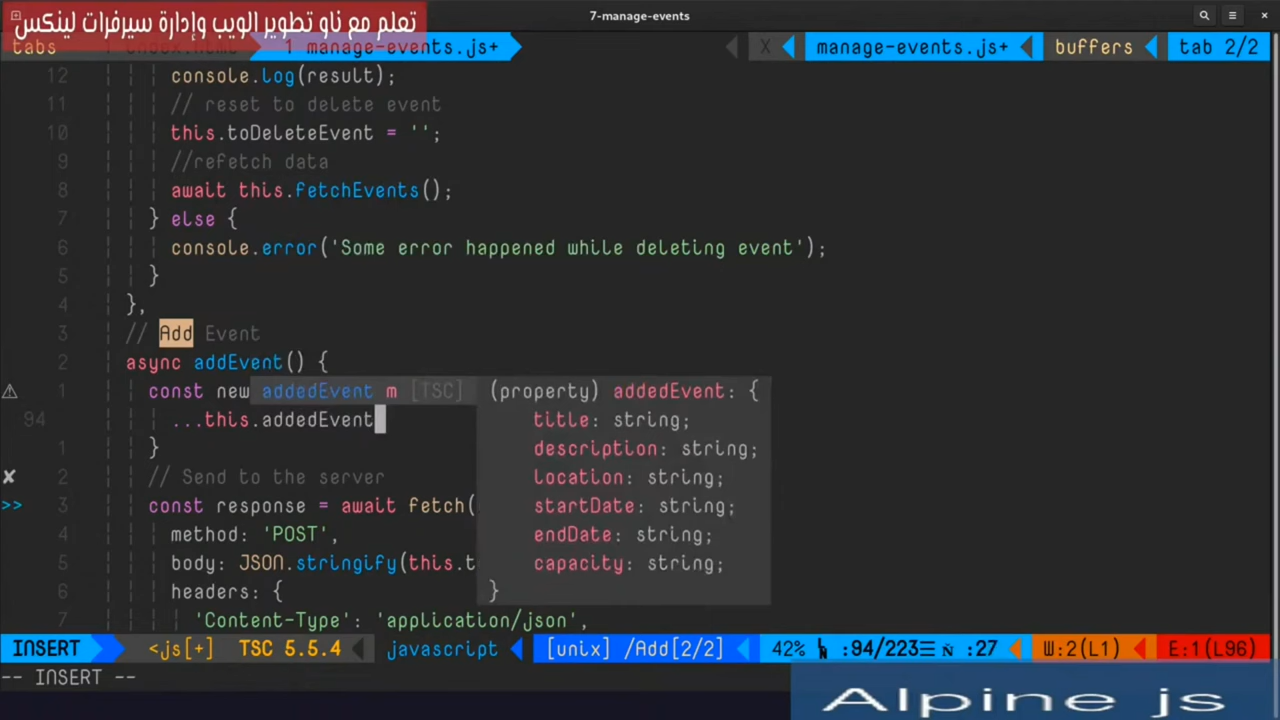 7-manage-events
تعلم مع ناو تطوير الويب وإدارة سيرفرات لينكس
tabs index.html 1 manage-events.js+ X manage-events.js+ buffers tab 2/2
12 console.log(result);
11 // reset to delete event
10 this.toDeleteEvent = '';
9 //refetch data
8 await this.fetchEvents();
7 } else {
6 console.error('Some error happened while deleting event');
5 }
4 },
3 // Add Event
2 async addEvent() {
1 const new addedEvent m [TSC] (property) addedEvent: {
94 ...this.addedEvent title: string;
1 } description: string;
2 // Send to the server location: string;
>> 3 const response = await fetch( startDate: string;
4 method: 'POST', endDate: string;
5 body: JSON.stringify(this.t capacity: string;
6 headers: { }
7 'Content-Type': 'application/json',
INSERT <js[+] TSC 5.5.4 javascript [unix] /Add[2/2] 42% :94/223☰ :27 W:2(L1) E:1(L96)
-- INSERT --
Alpine js